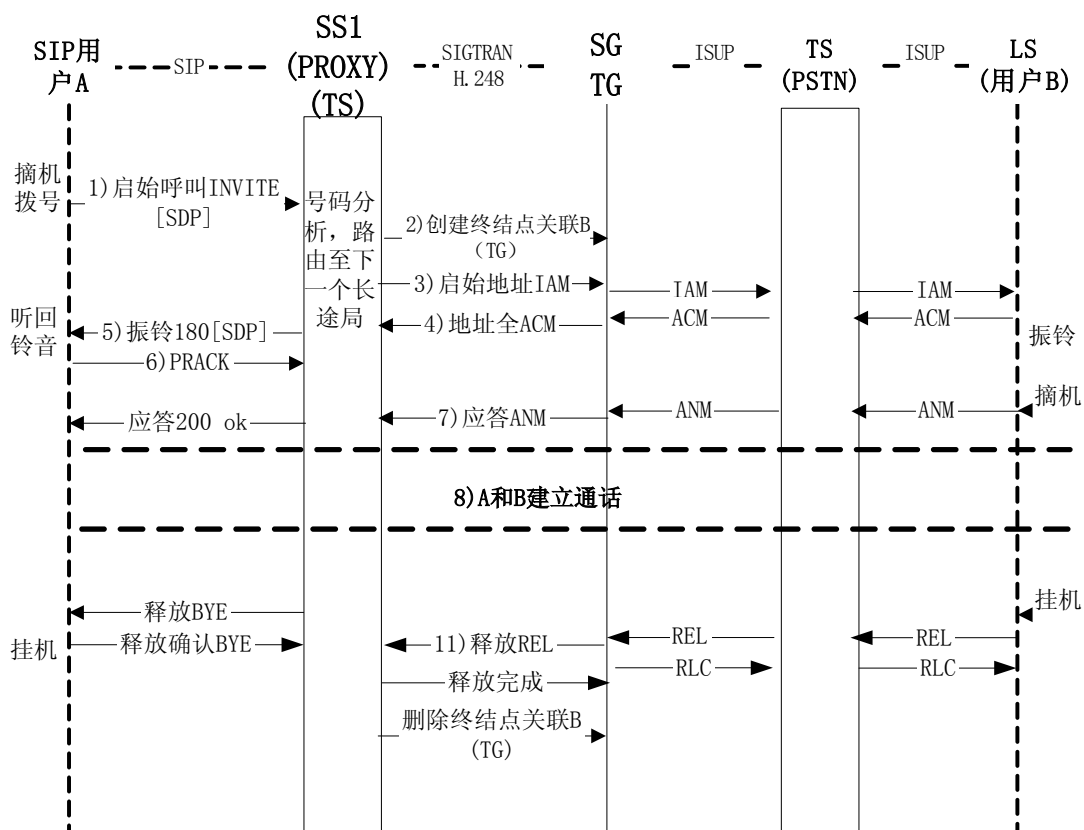 SIP用
户A
SIP
SS1
(PROXY)
(TS)
SIGTRAN
H.248
SG
TG
ISUP
TS
(PSTN)
ISUP
LS
(用户B)
摘机
拨号
1)启始呼叫INVITE
[SDP]
号码分
析，路
由至下
一个长
途局
2)创建终结点关联B
（TG）
3)启始地址IAM
IAM
IAM
听回
铃音
5)振铃180[SDP]
4)地址全ACM
ACM
ACM
振铃
6)PRACK
摘机
应答200 ok
7)应答ANM
ANM
ANM
8)A和B建立通话
释放BYE
挂机
挂机
释放确认BYE
11)释放REL
REL
REL
释放完成
RLC
RLC
删除终结点关联B
(TG)